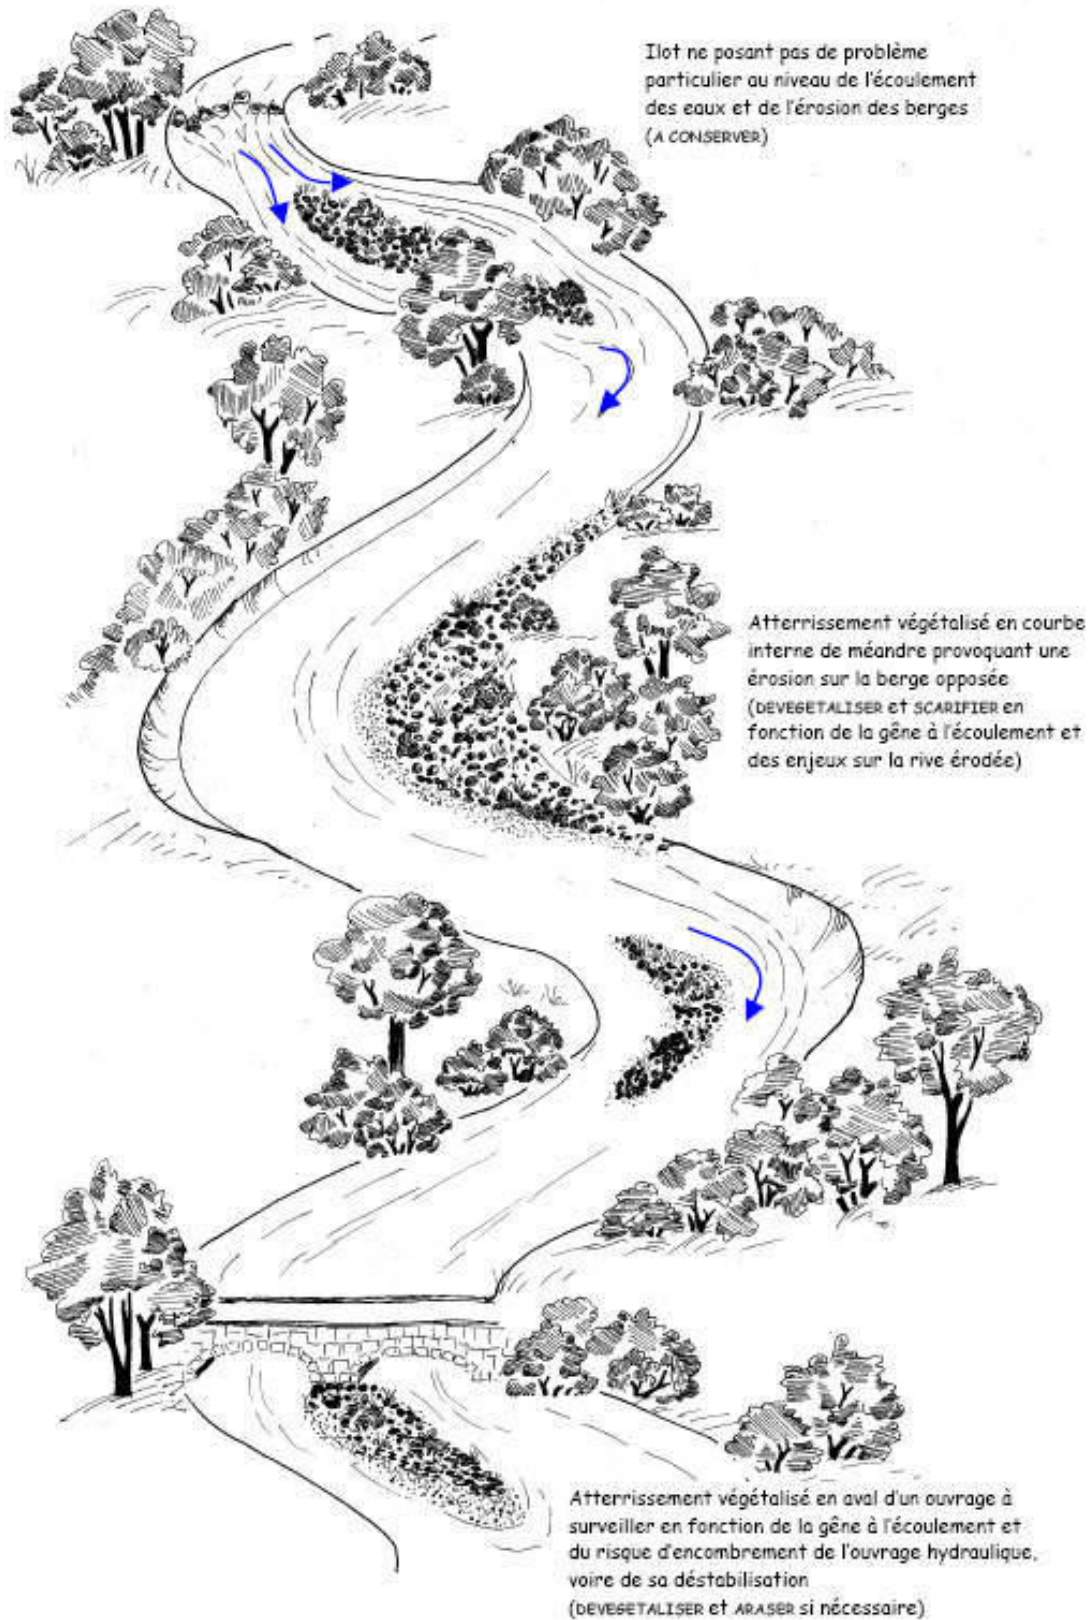 Ilot ne posant pas de problème
particulier au niveau de l'écoulement
des eaux et de l'érosion des berges
(A CONSERVER)
Atterrissement végétalisé en courbe
interne de méandre provoquant une
érosion sur la berge opposée
(DEVEGETALISER et SCARIFIER en
fonction de la gêne à l'écoulement et
des enjeux sur la rive érodée)
Atterrissement végétalisé en aval d'un ouvrage à
surveiller en fonction de la gêne à l'écoulement et
du risque d'encombrement de l'ouvrage hydraulique,
voire de sa déstabilisation
(DEVEGETALISER et ARASER si nécessaire)